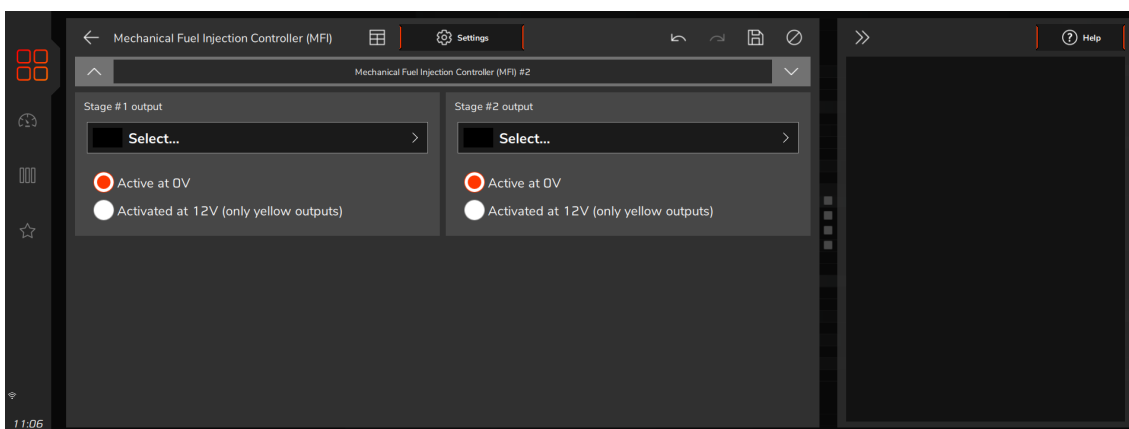 Mechanical Fuel Injection Controller (MFI)
Settings
Help
Mechanical Fuel Injection Controller (MFI) #2
Stage #1 output
Stage #2 output
Select...
Select...
Active at 0V
Active at 0V
Activated at 12V (only yellow outputs)
Activated at 12V (only yellow outputs)
11:06